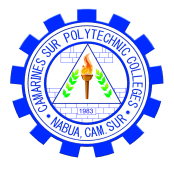 CAMARINES SUR POLYTECHNIC COLLEGES
1983
• NABUA, CAM. SUR •